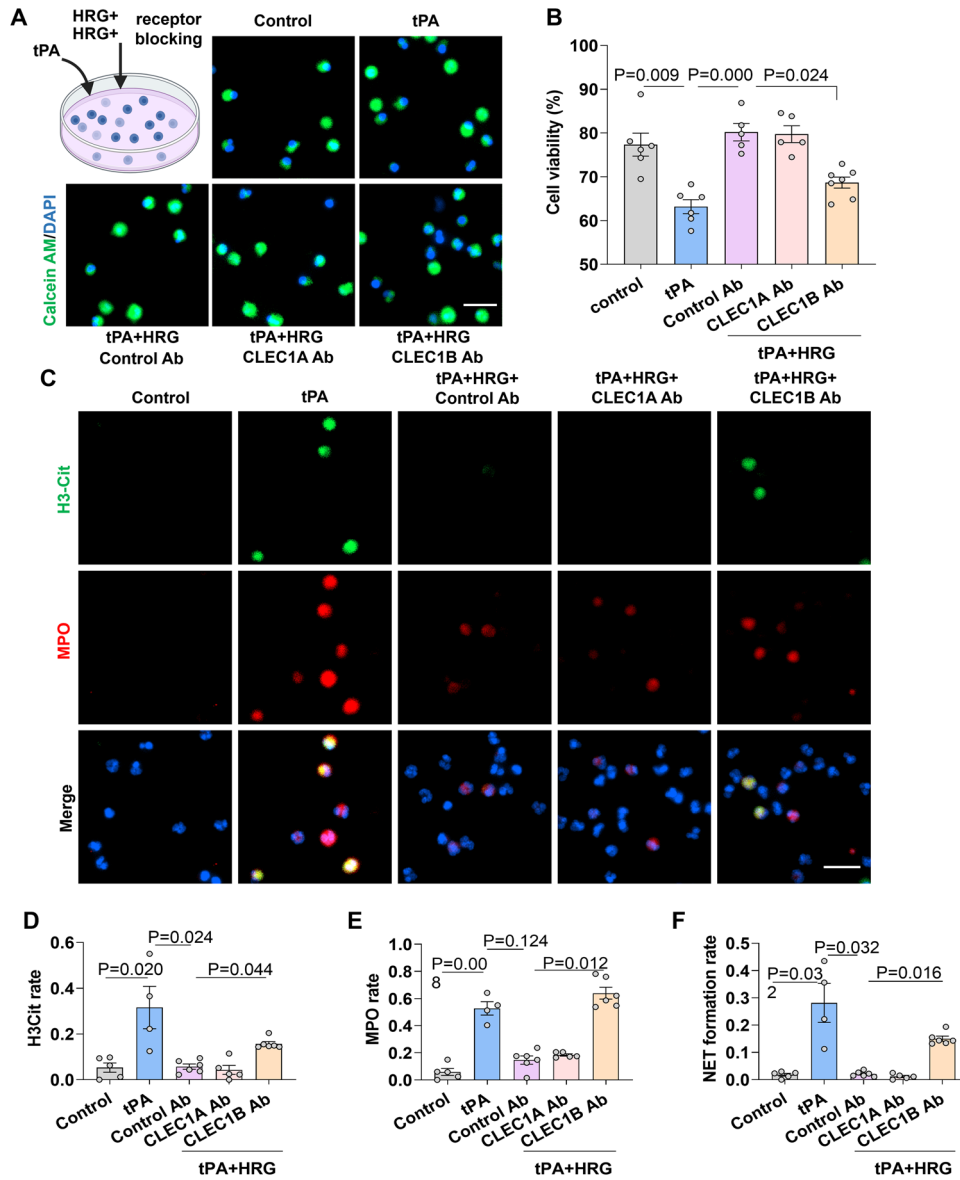 A
HRG+
HRG+
receptor
blocking
tPA
Control
tPA
Calcein AM/DAPI
tPA+HRG
Control Ab
tPA+HRG
CLEC1A Ab
tPA+HRG
CLEC1B Ab
B
Cell viability (%)
100
90
80
70
60
50
P=0.009
P=0.000
P=0.024
control
tPA
Control Ab
CLEC1A Ab
CLEC1B Ab
tPA+HRG
C
Control
tPA
tPA+HRG+
Control Ab
tPA+HRG+
CLEC1A Ab
tPA+HRG+
CLEC1B Ab
H3-Cit
MPO
Merge
D
H3Cit rate
0.6
0.4
0.2
0.0
P=0.024
P=0.020
P=0.044
Control
tPA
Control Ab
CLEC1A Ab
CLEC1B Ab
tPA+HRG
E
MPO rate
1.0
0.8
0.6
0.4
0.2
0.0
P=0.124
P=0.00
8
P=0.012
Control
tPA
Control Ab
CLEC1A Ab
CLEC1B Ab
tPA+HRG
F
NET formation rate
0.5
0.4
0.3
0.2
0.1
0.0
P=0.032
P=0.03
2
P=0.016
Control
tPA
Control Ab
CLEC1A Ab
CLEC1B Ab
tPA+HRG